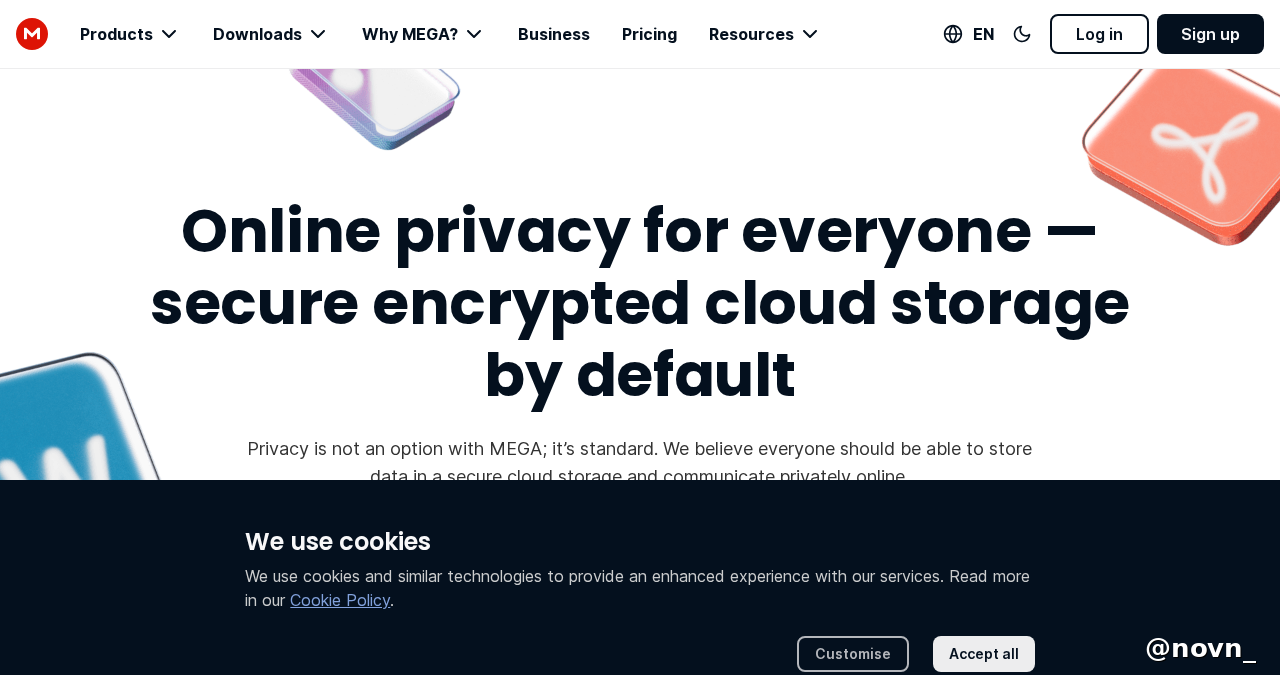 M
Products
Downloads
Why MEGA?
Business
Pricing
Resources
EN
Log in
Sign up
Online privacy for everyone —
secure encrypted cloud storage
by default
Privacy is not an option with MEGA; it’s standard. We believe everyone should be able to store
data in a secure cloud storage and communicate privately online.
W
We use cookies
We use cookies and similar technologies to provide an enhanced experience with our services. Read more
in our Cookie Policy.
Customise
Accept all
@novn_